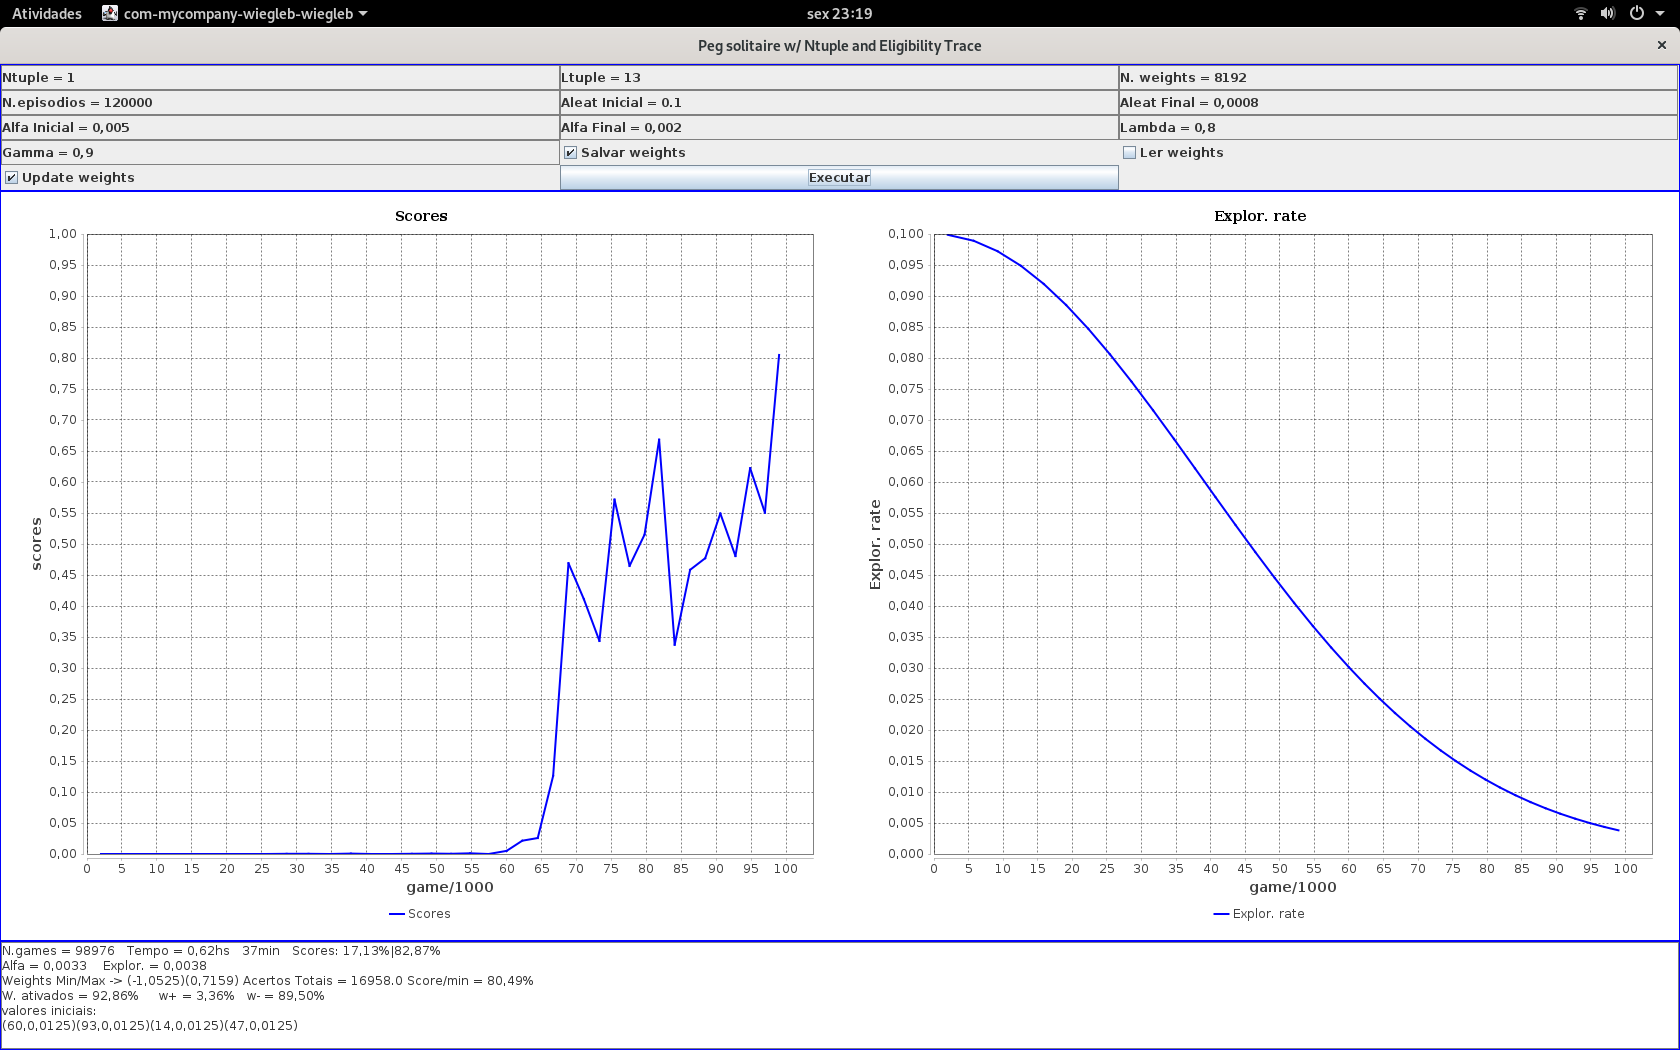 Atividades com-mycompany-wiegleb-wiegleb sex 23:19
Peg solitaire w/ Ntuple and Eligibility Trace ×
Ntuple = 1 Ltuple = 13 N. weights = 8192
N.episodios = 120000 Aleat Inicial = 0.1 Aleat Final = 0,0008
Alfa Inicial = 0,005 Alfa Final = 0,002 Lambda = 0,8
Gamma = 0,9 Salvar weights Ler weights
Update weights Executar
Scores
1,00
0,95
0,90
0,85
0,80
0,75
0,70
0,65
0,60
0,55
0,50
0,45
0,40
0,35
0,30
0,25
0,20
0,15
0,10
0,05
0,00
scores
0 5 10 15 20 25 30 35 40 45 50 55 60 65 70 75 80 85 90 95 100
game/1000
Scores
Explor. rate
0,100
0,095
0,090
0,085
0,080
0,075
0,070
0,065
0,060
0,055
0,050
0,045
0,040
0,035
0,030
0,025
0,020
0,015
0,010
0,005
0,000
Explor. rate
0 5 10 15 20 25 30 35 40 45 50 55 60 65 70 75 80 85 90 95 100
game/1000
Explor. rate
N.games = 98976 Tempo = 0,62hs 37min Scores: 17,13%|82,87%
Alfa = 0,0033 Explor. = 0,0038
Weights Min/Max -> (-1,0525)(0,7159) Acertos Totais = 16958.0 Score/min = 80,49%
W. ativados = 92,86% w+ = 3,36% w- = 89,50%
valores iniciais:
(60,0,0125)(93,0,0125)(14,0,0125)(47,0,0125)